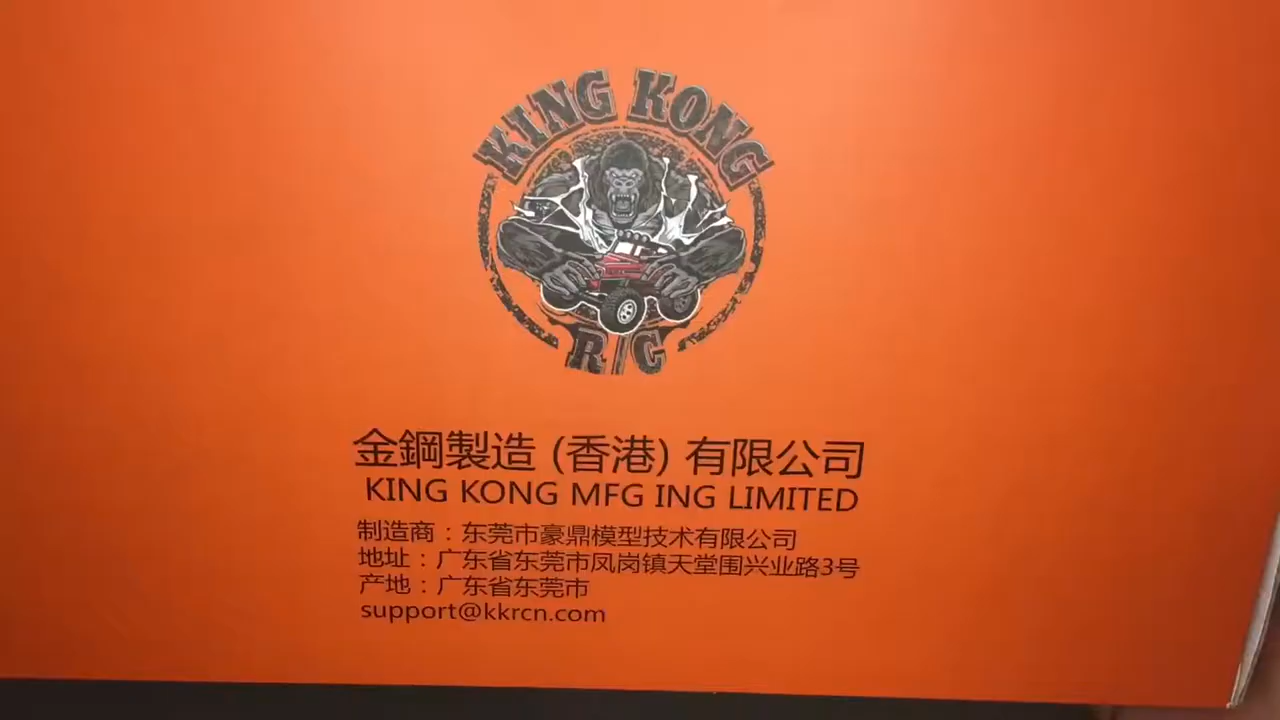 KING KONG
R/C
金鋼製造 (香港) 有限公司
KING KONG MFG ING LIMITED
制造商：东莞市豪鼎模型技术有限公司
地址：广东省东莞市凤岗镇天堂围兴业路3号
产地：广东省东莞市
support@kkrcn.com